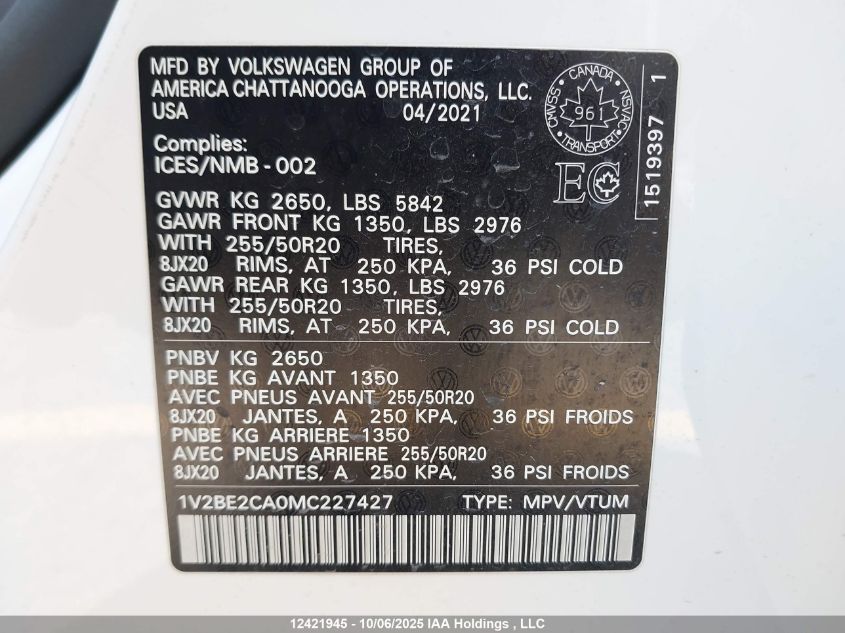 MFD BY VOLKSWAGEN GROUP OF
AMERICA CHATTANOOGA OPERATIONS, LLC.
USA 04/2021
Complies:
ICES/NMB-002
CANADA
CMVSS NSVAC
961
TRANSPORT
EC
1519397 1
GVWR KG 2650, LBS 5842
GAWR FRONT KG 1350, LBS 2976
WITH 255/50R20 TIRES,
8JX20 RIMS, AT 250 KPA, 36 PSI COLD
GAWR REAR KG 1350, LBS 2976
WITH 255/50R20 TIRES,
8JX20 RIMS, AT 250 KPA, 36 PSI COLD
PNBV KG 2650
PNBE KG AVANT 1350
AVEC PNEUS AVANT 255/50R20
8JX20 JANTES, A 250 KPA, 36 PSI FROIDS
PNBE KG ARRIERE 1350
AVEC PNEUS ARRIERE 255/50R20
8JX20 JANTES, A 250 KPA, 36 PSI FROIDS
1V2BE2CA0MC227427 TYPE: MPV/VTUM
12421945 - 10/06/2025 IAA Holdings , LLC